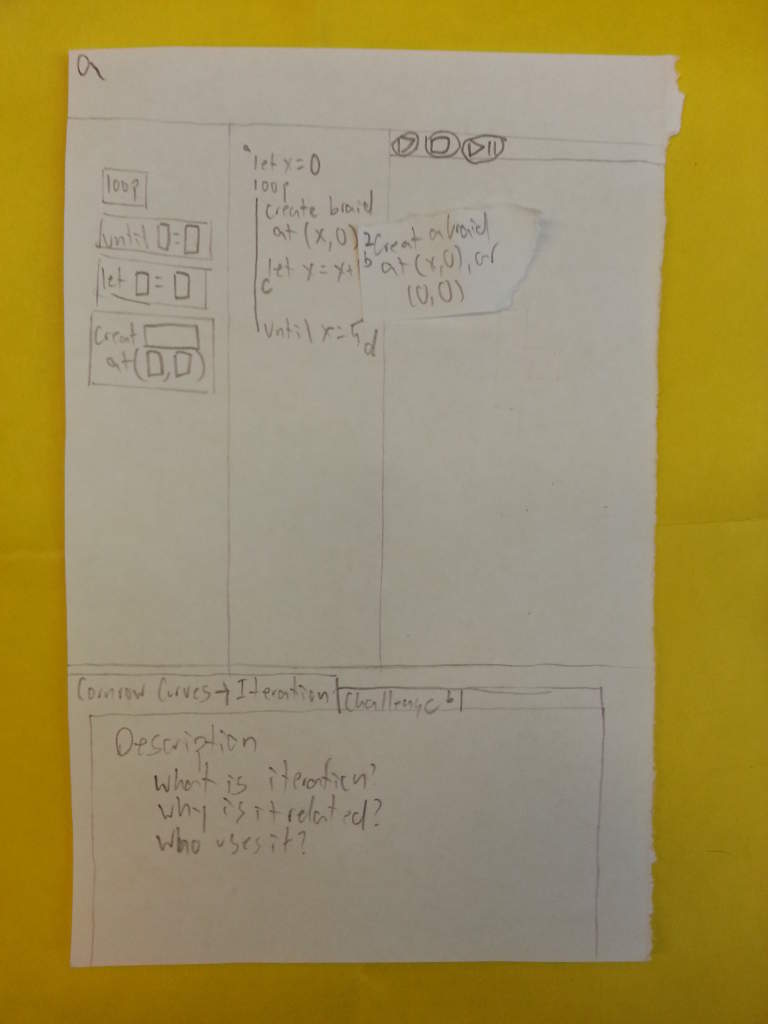 a
loop
until □=□
let □=□
Creat
at(□,□)
a
let x=0
loop
create braid
at (x,0)
let x = x+1
c
until x=5
d
2 Creat a braid
b at (x,0), or
(0,0)
Cornrow Curves → Iteration
Challenge b
Description
What is iteration?
Why is it related?
Who uses it?